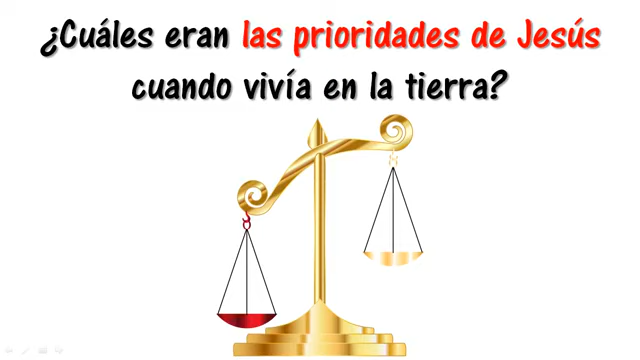 ¿Cuáles eran las prioridades de Jesús
cuando vivía en la tierra?